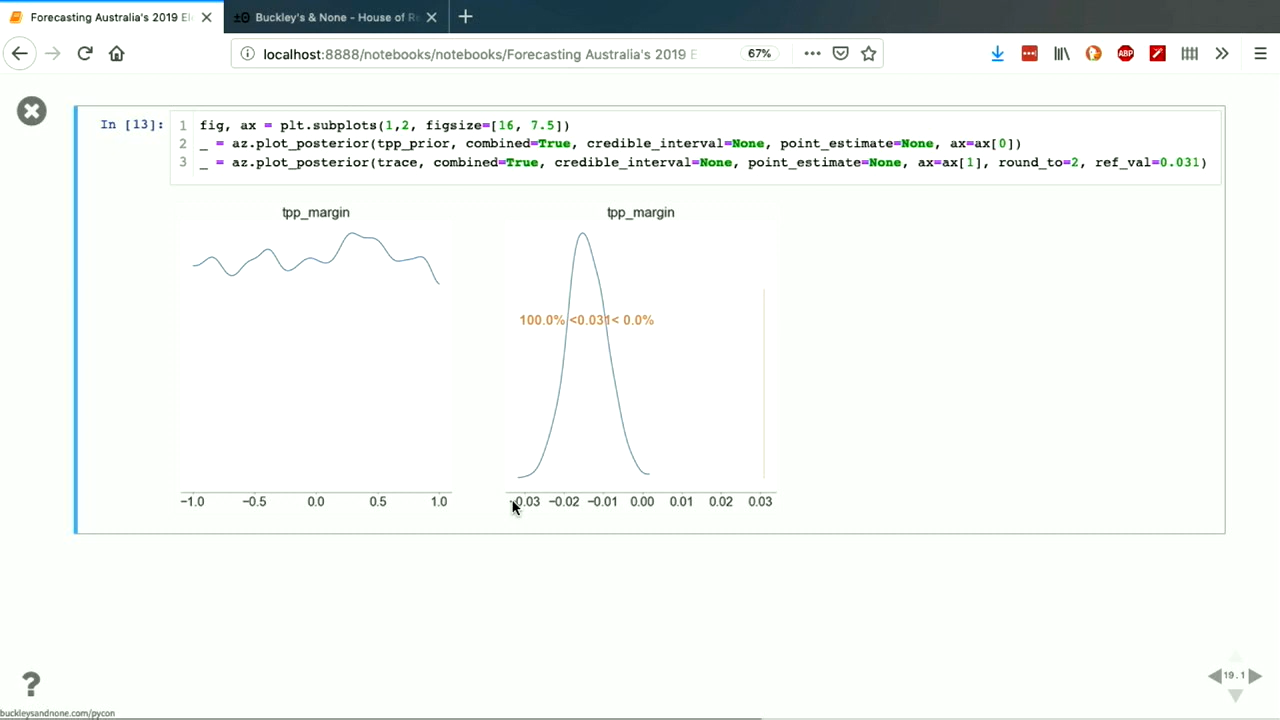 Forecasting Australia's 2019 El
Buckley's & None - House of R
localhost:8888/notebooks/notebooks/Forecasting Australia's 2019 E
67%
ABP
In [13]:
1 fig, ax = plt.subplots(1,2, figsize=[16, 7.5])
2 _ = az.plot_posterior(tpp_prior, combined=True, credible_interval=None, point_estimate=None, ax=ax[0])
3 _ = az.plot_posterior(trace, combined=True, credible_interval=None, point_estimate=None, ax=ax[1], round_to=2, ref_val=0.031)
tpp_margin
tpp_margin
100.0% <0.031< 0.0%
−1.0 −0.5 0.0 0.5 1.0
−0.03 −0.02 −0.01 0.00 0.01 0.02 0.03
?
19.1
buckleysandnone.com/pycon